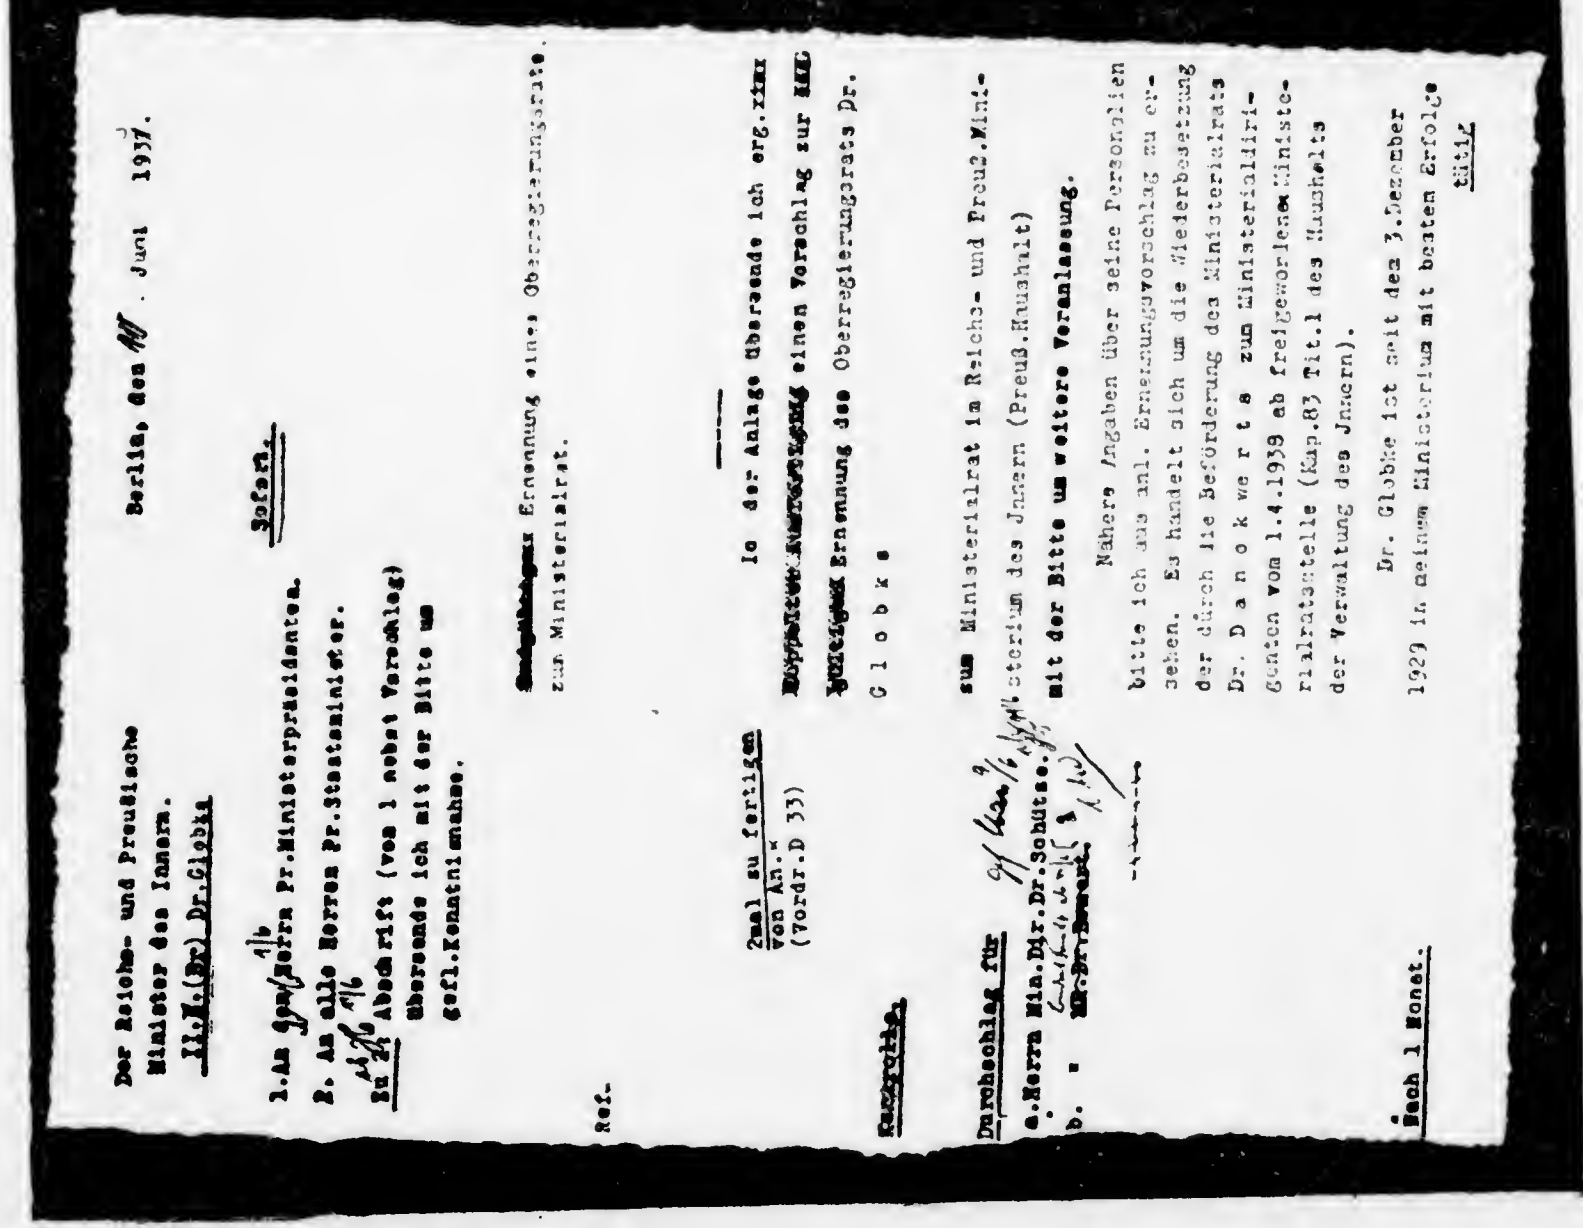 Der Reichs- und Preußische
Minister des Innern.
II.M.(Br) Dr.Globke
Berlin, den . Juni 193 .
Sofort.
1.An Herrn Pr.Ministerpräsidenten.
2. An alle Herren Pr.Staatsminister.
Zu 2: Abschrift (von 1 nebst Vorschlag)
übersende ich mit der Bitte um
gefl.Kenntnisnahme.
Ernennung eines Oberregierungsrats
zum Ministerialrat.
Ref.
2mal zu fertigen
von An."
(Vordr.D 33)
In der Anlage übersende ich erg.
einen Vorschlag zur
Ernennung des Oberregierungsrats Dr.
G l o b k e
zum Ministerialrat im Reichs- und Preuß.Mini-
sterium des Jnnern (Preuß.Haushalt)
mit der Bitte um weitere Veranlassung.
Nähere Angaben über seine Personalien
bitte ich aus anl. Ernennungsvorschlag zu er-
sehen. Es handelt sich um die Wiederbesetzung
der durch die Beförderung des Ministerialrats
Dr. D a n c k w e r t s zum Ministerialdiri-
genten vom 1.4.1938 ab freigewordenen Ministe-
rialratsstelle (Kap.83 Tit.1 des Haushalts
der Verwaltung des Jnnern).
Dr. Globke ist seit dem 3.Dezember
1929 in meinem Ministerium mit besten Erfolge
tätig
Durchschlag für
a.Herrn Min.Dir.Dr.Schütze.
b. "
Nach 1 Monat.